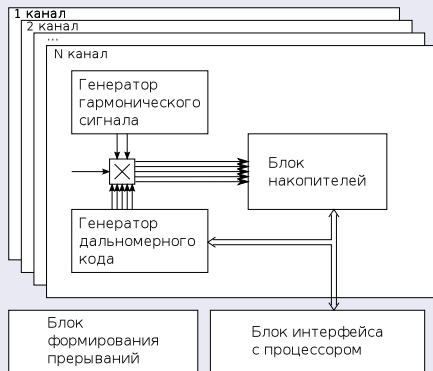 1 канал
2 канал
...
N канал
Генератор
гармонического
сигнала
Блок
накопителей
Генератор
дальномерного
кода
Блок
формирования
прерываний
Блок интерфейса
с процессором